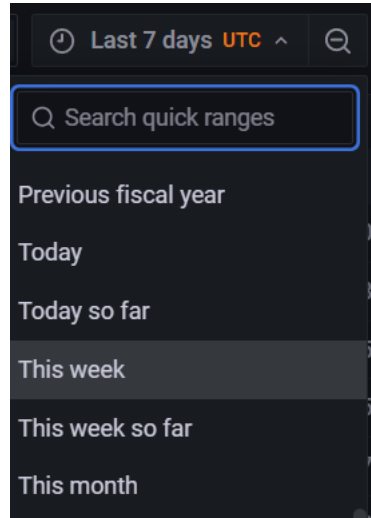 Last 7 days UTC
Search quick ranges
Previous fiscal year
Today
Today so far
This week
This week so far
This month